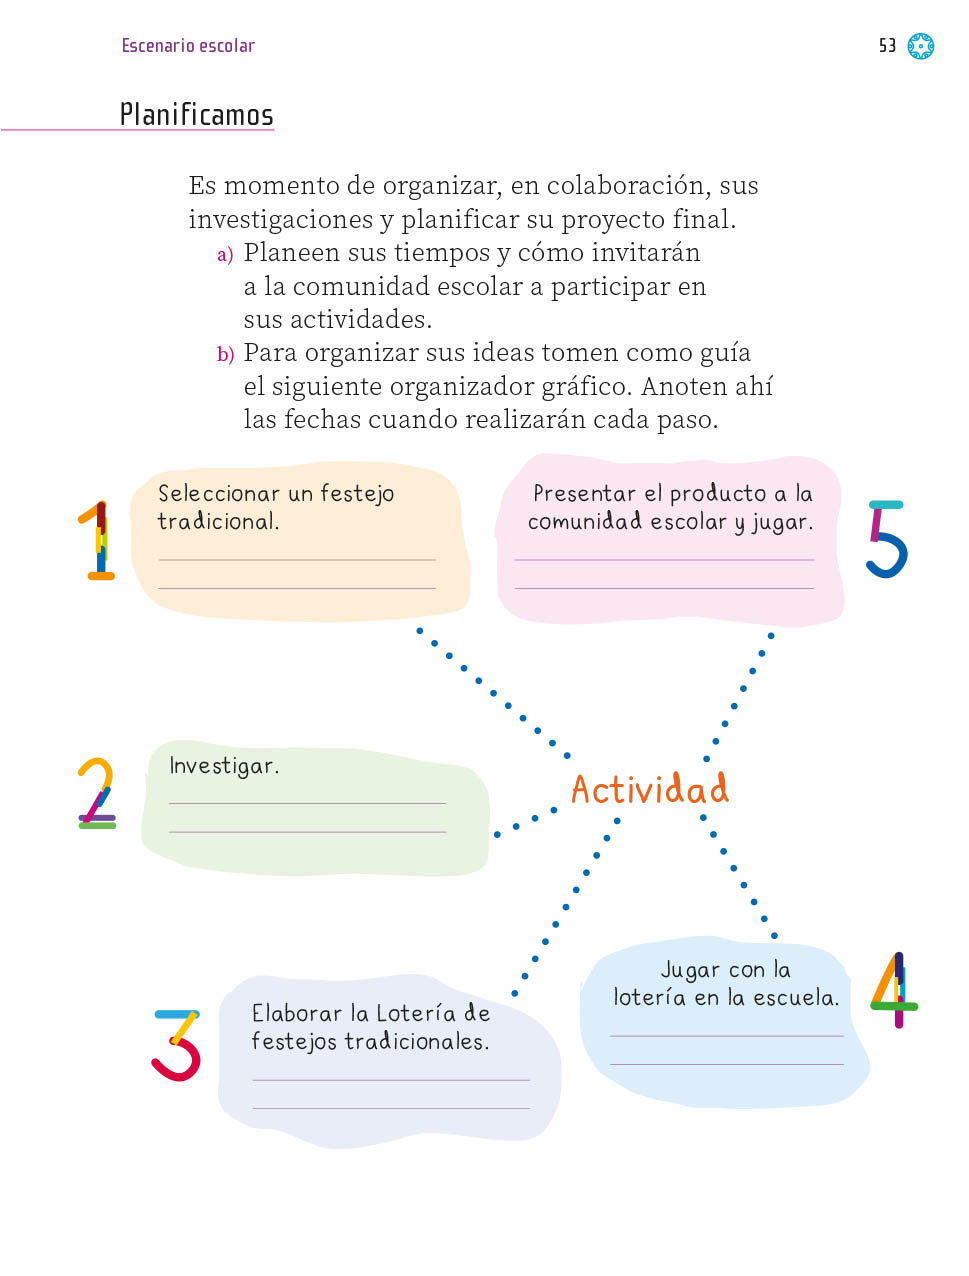 Escenario escolar
53
Planificamos
Es momento de organizar, en colaboración, sus
investigaciones y planificar su proyecto final.
a) Planeen sus tiempos y cómo invitarán
a la comunidad escolar a participar en
sus actividades.
b) Para organizar sus ideas tomen como guía
el siguiente organizador gráfico. Anoten ahí
las fechas cuando realizarán cada paso.
1
Seleccionar un festejo
tradicional.
Presentar el producto a la
comunidad escolar y jugar.
5
2
Investigar.
Actividad
3
Elaborar la Lotería de
festejos tradicionales.
Jugar con la
lotería en la escuela.
4